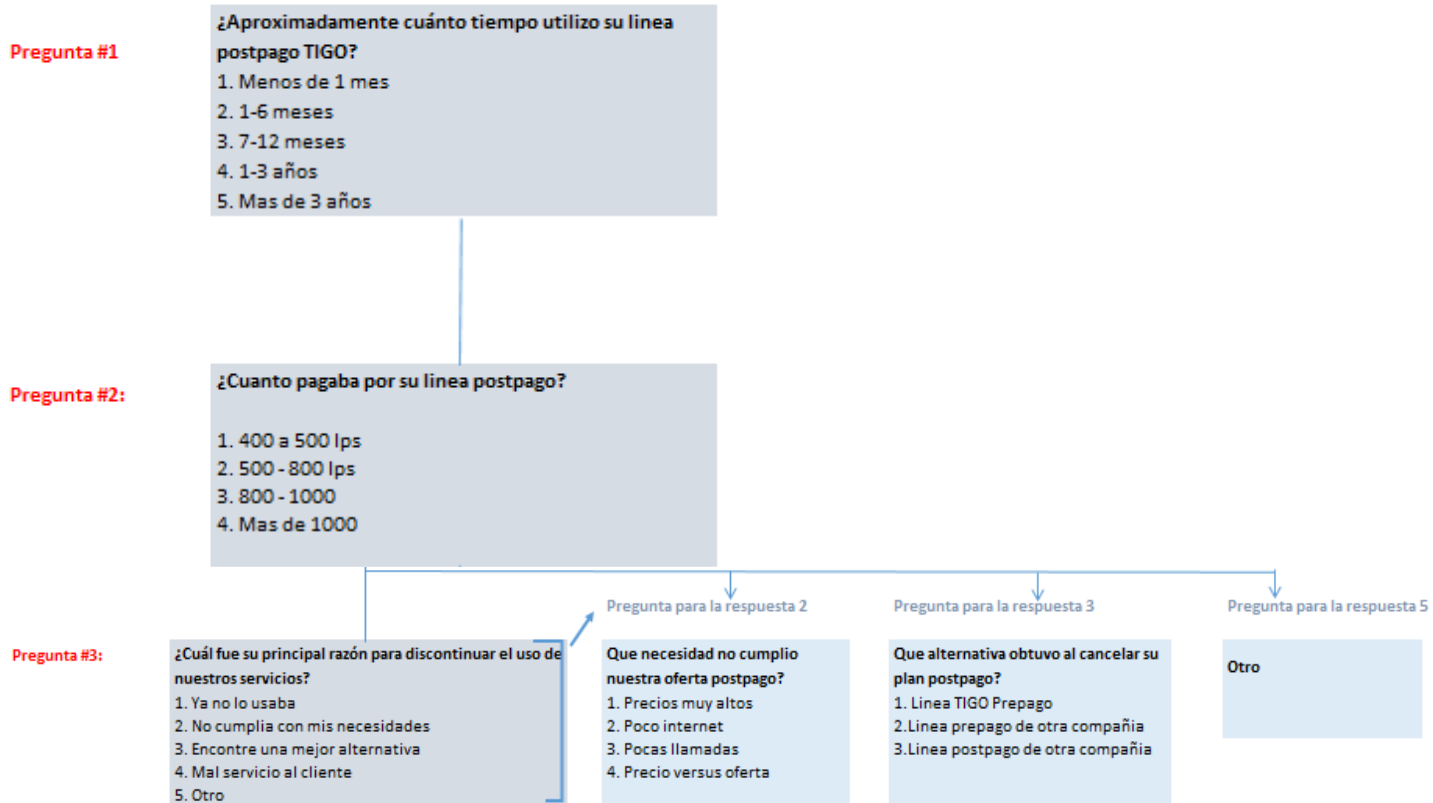 Pregunta #1
¿Aproximadamente cuánto tiempo utilizo su linea
postpago TIGO?
1. Menos de 1 mes
2. 1-6 meses
3. 7-12 meses
4. 1-3 años
5. Mas de 3 años
Pregunta #2:
¿Cuanto pagaba por su linea postpago?
1. 400 a 500 lps
2. 500 - 800 lps
3. 800 - 1000
4. Mas de 1000
Pregunta #3:
¿Cuál fue su principal razón para discontinuar el uso de
nuestros servicios?
1. Ya no lo usaba
2. No cumplia con mis necesidades
3. Encontre una mejor alternativa
4. Mal servicio al cliente
5. Otro
Pregunta para la respuesta 2
Que necesidad no cumplio
nuestra oferta postpago?
1. Precios muy altos
2. Poco internet
3. Pocas llamadas
4. Precio versus oferta
Pregunta para la respuesta 3
Que alternativa obtuvo al cancelar su
plan postpago?
1. Linea TIGO Prepago
2.Linea prepago de otra compañia
3.Linea postpago de otra compañia
Pregunta para la respuesta 5
Otro